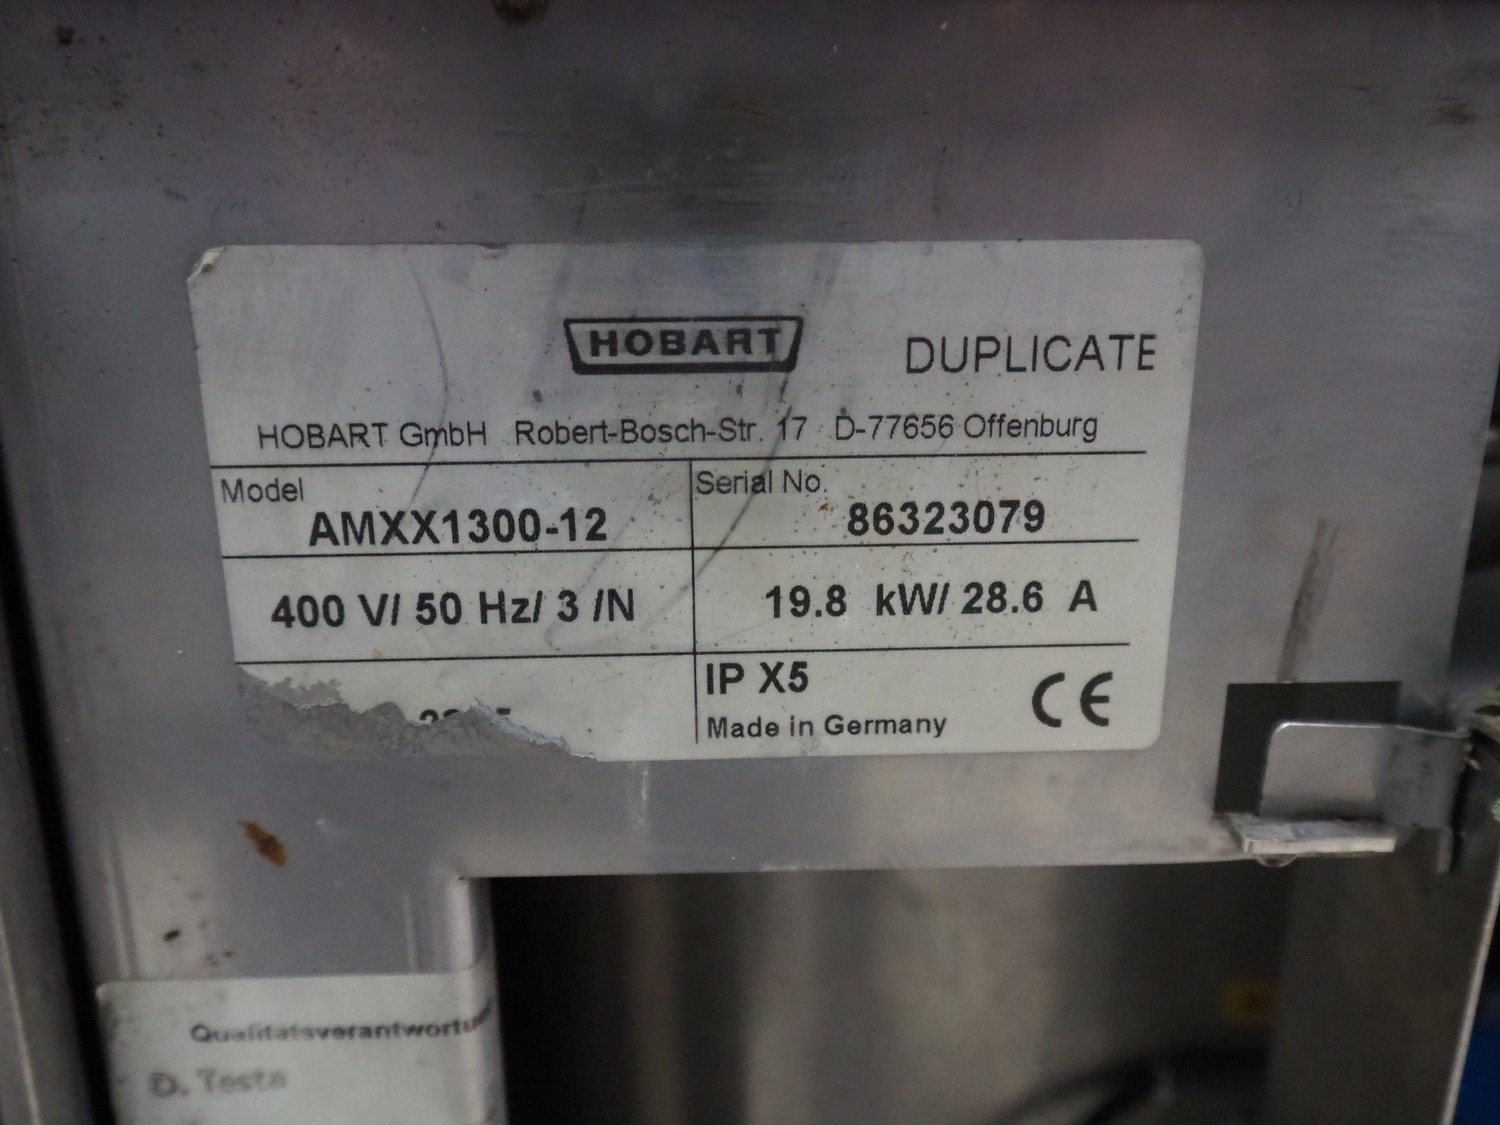 HOBART DUPLICATE
HOBART GmbH Robert-Bosch-Str. 17 D-77656 Offenburg
Model Serial No.
AMXX1300-12 86323079
400 V/ 50 Hz/ 3 /N 19.8 kW/ 28.6 A
IP X5
Made in Germany CE
D. Testa